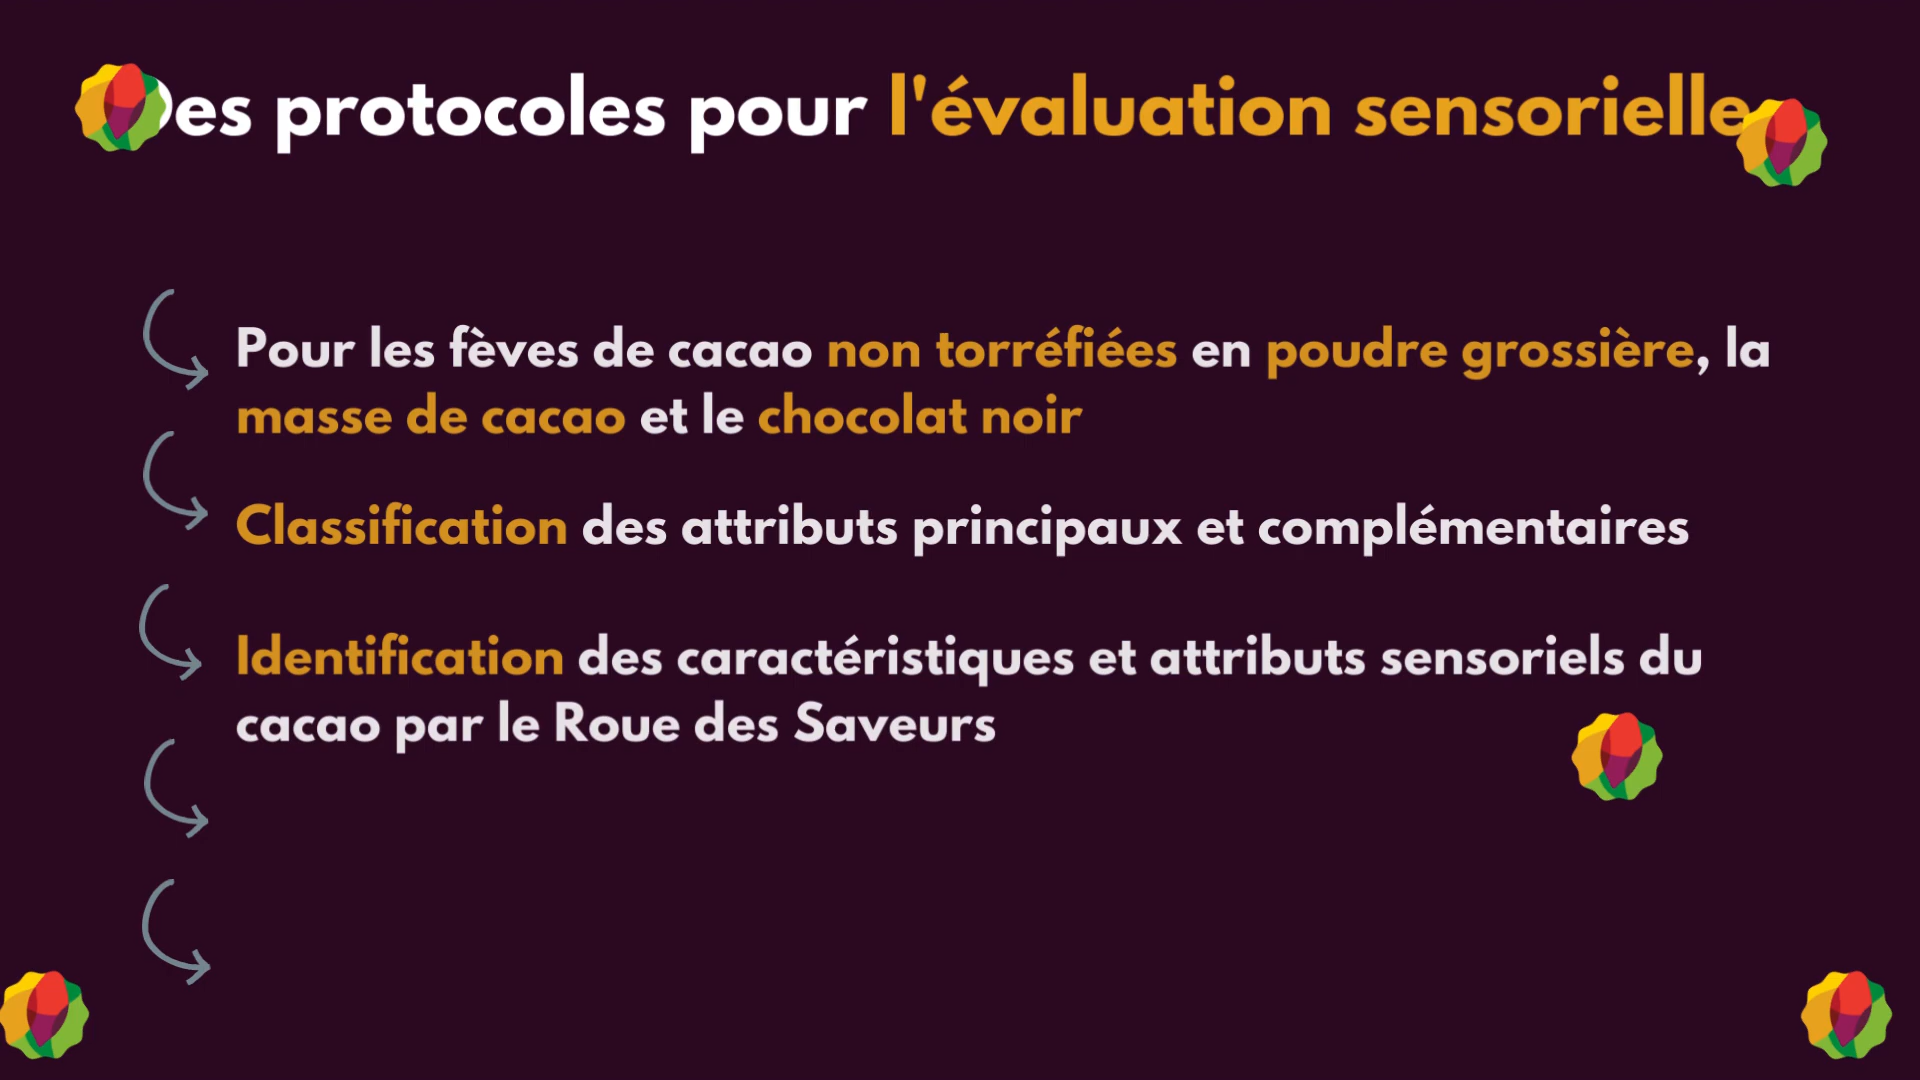 Des protocoles pour l'évaluation sensorielle
Pour les fèves de cacao non torréfiées en poudre grossière, la
masse de cacao et le chocolat noir
Classification des attributs principaux et complémentaires
Identification des caractéristiques et attributs sensoriels du
cacao par le Roue des Saveurs